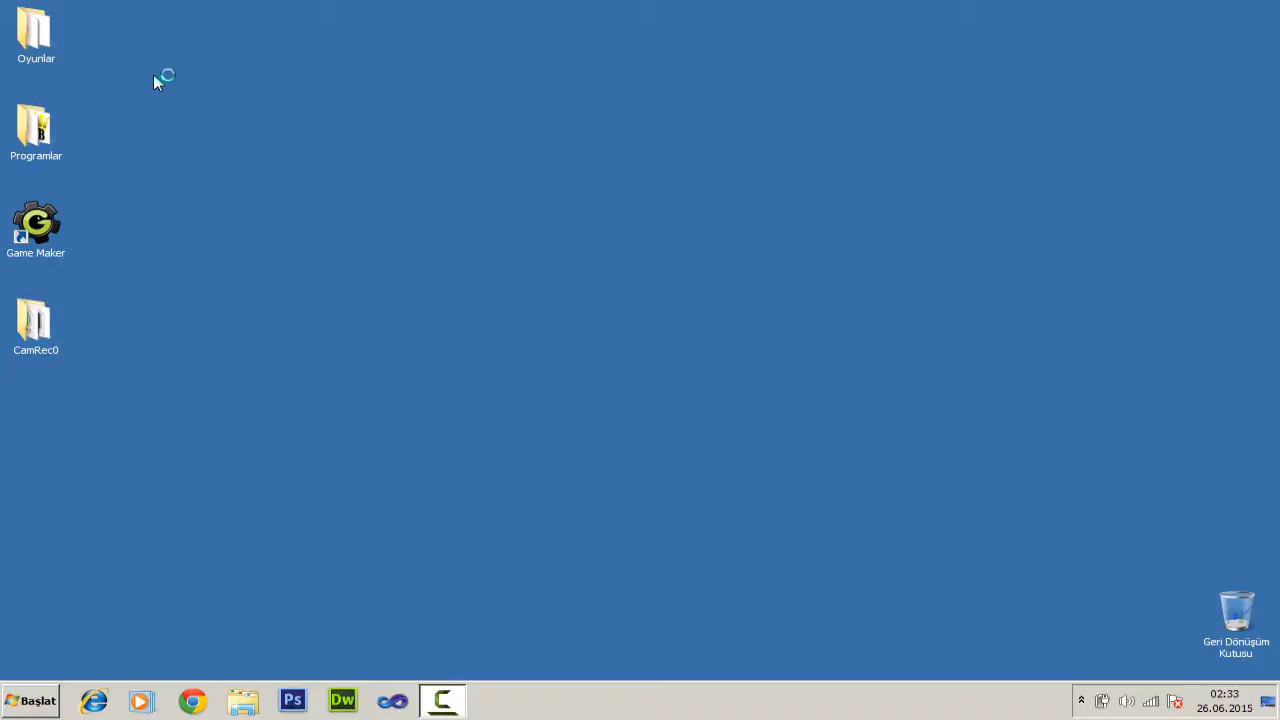 Oyunlar
Programlar
Game Maker
CamRec0
Geri Dönüşüm
Kutusu
Başlat
Ps
Dw
02:33
26.06.2015